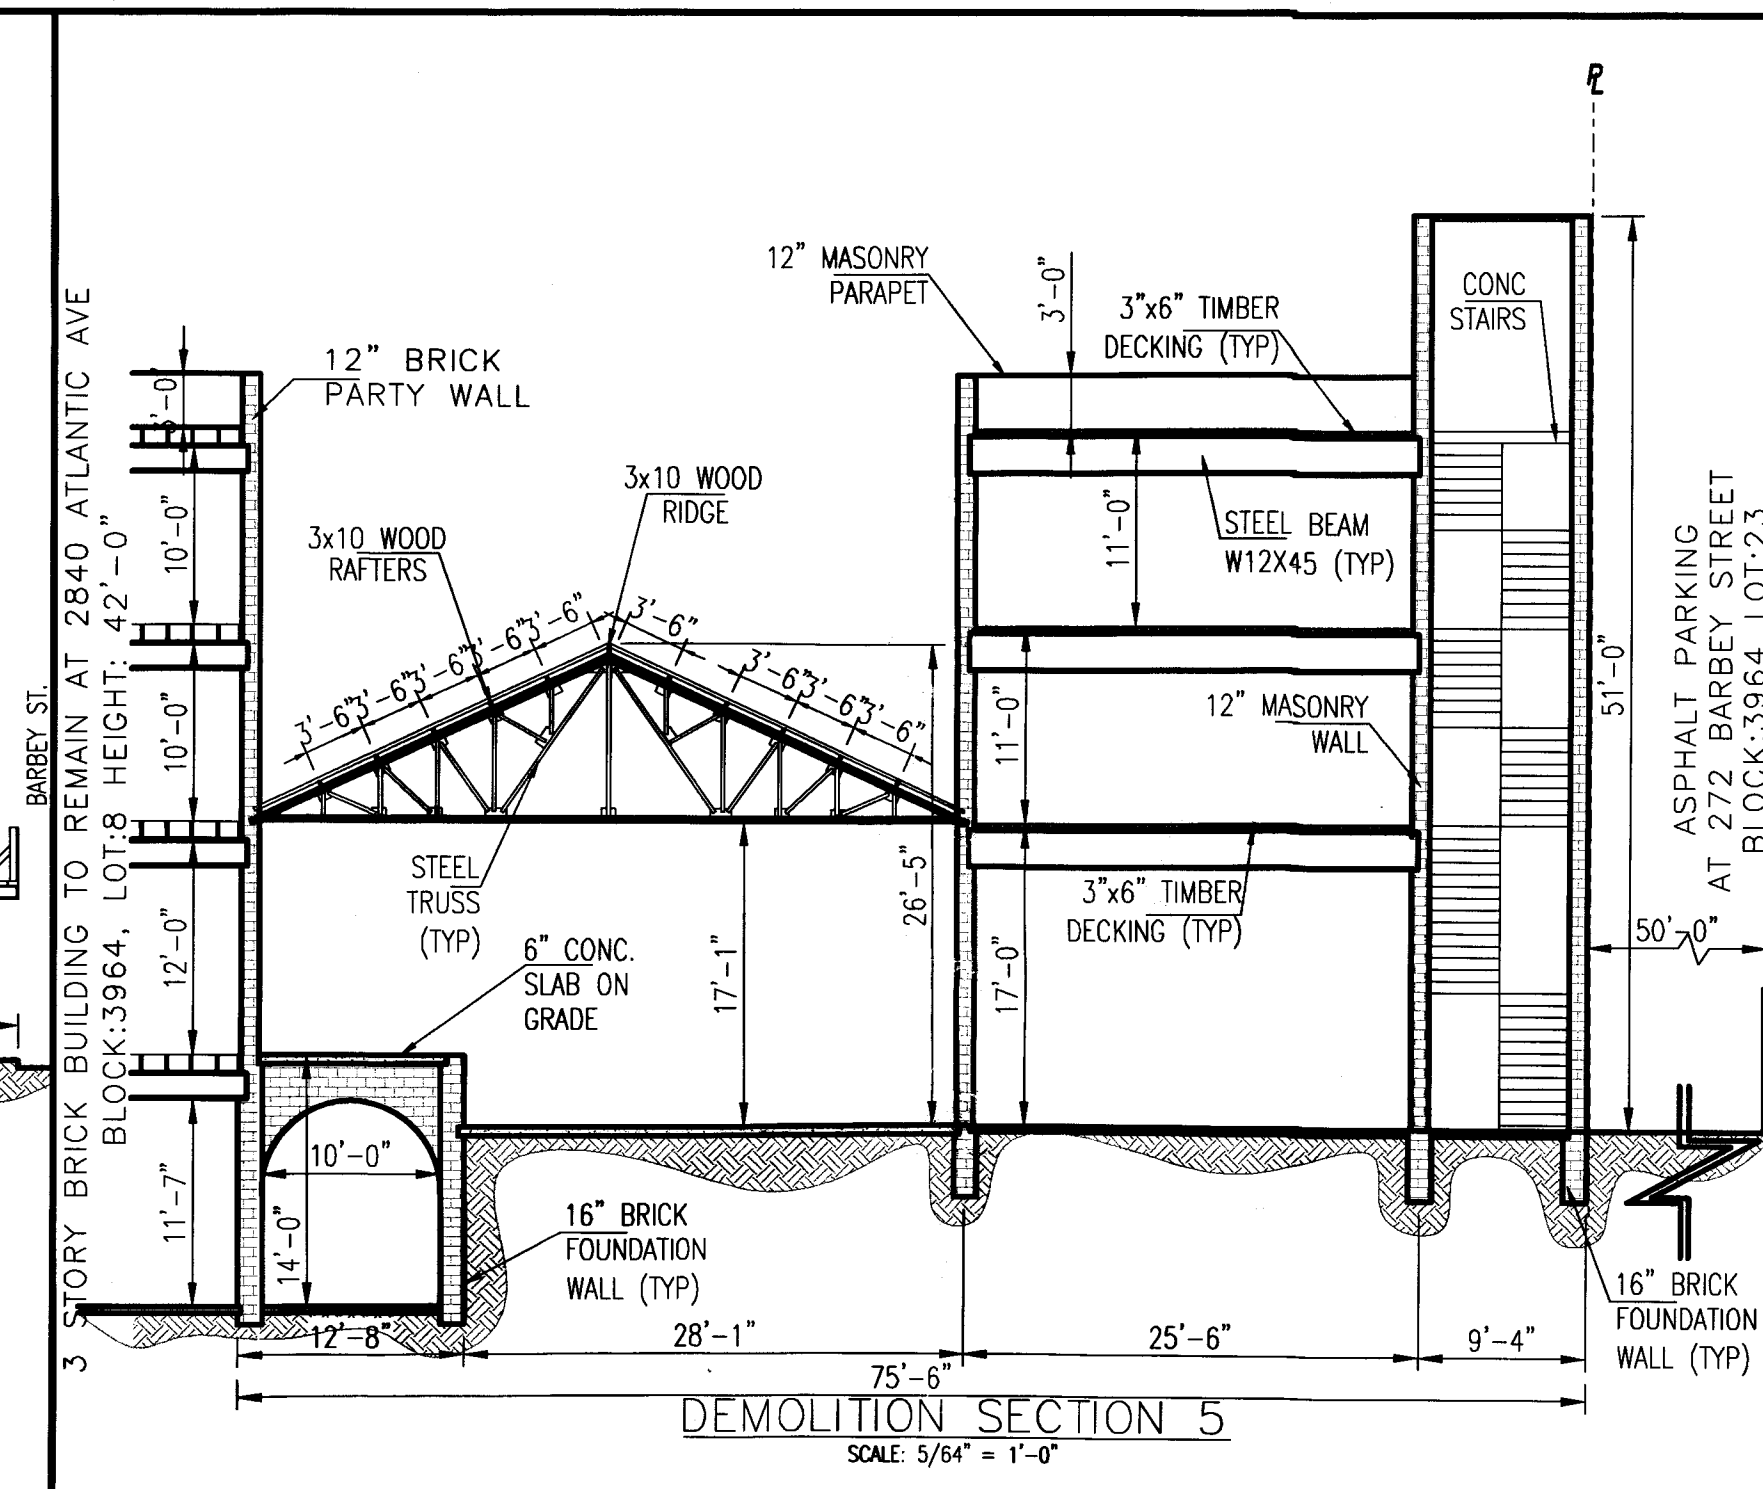 PL
12" MASONRY
PARAPET
3'-0"
3"x6" TIMBER
DECKING (TYP)
CONC
STAIRS
12" BRICK
PARTY WALL
3 STORY BRICK BUILDING TO REMAIN AT 2840 ATLANTIC AVE
BLOCK:3964, LOT:8 HEIGHT: 42'-0"
BARBEY ST.
10'-0"
10'-0"
12'-0"
11'-7"
3x10 WOOD
RIDGE
3x10 WOOD
RAFTERS
3'-6"
3'-6"
3'-6"
3'-6"
3'-6"
3'-6"
3'-6"
3'-6"
3'-6"
STEEL
TRUSS
(TYP)
6" CONC.
SLAB ON
GRADE
17'-1"
26'-5"
11'-0"
11'-0"
17'-0"
STEEL BEAM
W12X45 (TYP)
12" MASONRY
WALL
3"x6" TIMBER
DECKING (TYP)
51'-0"
ASPHALT PARKING
AT 272 BARBEY STREET
BLOCK:3964 LOT:23
50'-0"
10'-0"
14'-0"
16" BRICK
FOUNDATION
WALL (TYP)
16" BRICK
FOUNDATION
WALL (TYP)
12'-8"
28'-1"
25'-6"
9'-4"
75'-6"
DEMOLITION SECTION 5
SCALE: 5/64" = 1'-0"